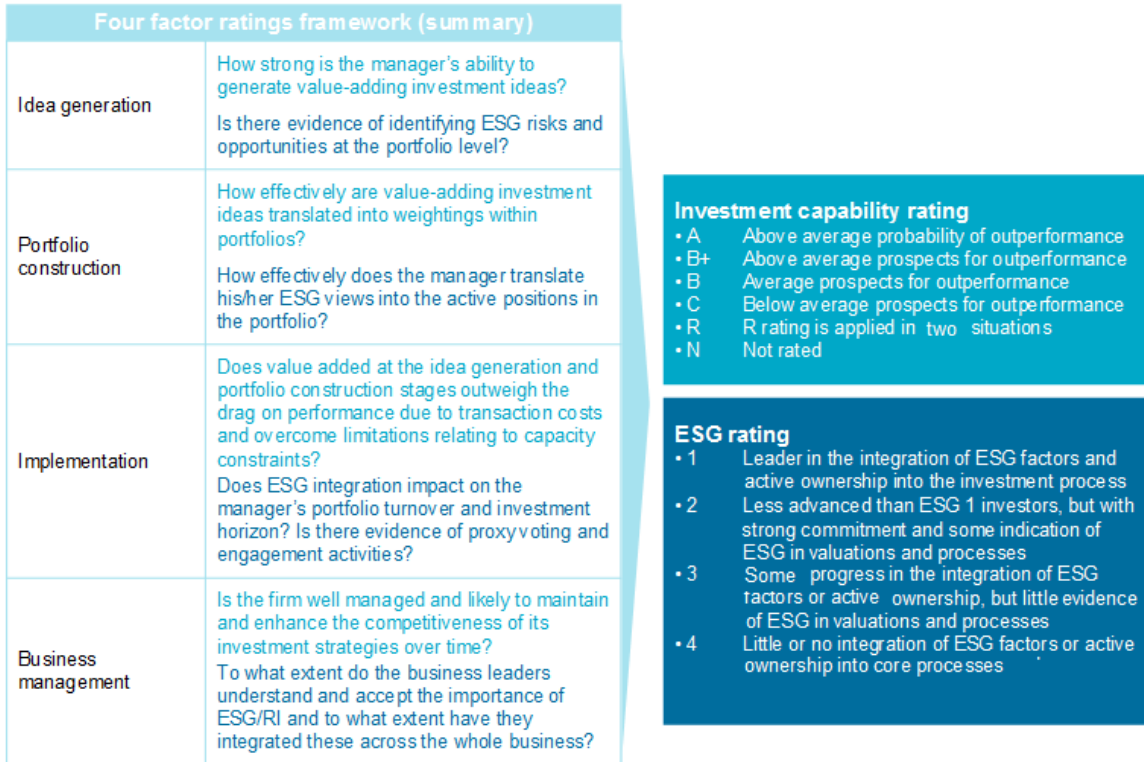 Four factor ratings framework (summary)
Idea generation
How strong is the manager's ability to
generate value-adding investment ideas?
Is there evidence of identifying ESG risks and
opportunities at the portfolio level?
Portfolio
construction
How effectively are value-adding investment
ideas translated into weightings within
portfolios?
How effectively does the manager translate
his/her ESG views into the active positions in
the portfolio?
Implementation
Does value added at the idea generation and
portfolio construction stages outweigh the
drag on performance due to transaction costs
and overcome limitations relating to capacity
constraints?
Does ESG integration impact on the
manager's portfolio turnover and investment
horizon? Is there evidence of proxy voting and
engagement activities?
Business
management
Is the firm well managed and likely to maintain
and enhance the competitiveness of its
investment strategies over time?
To what extent do the business leaders
understand and accept the importance of
ESG/RI and to what extent have they
integrated these across the whole business?
Investment capability rating
• A Above average probability of outperformance
• B+ Above average prospects for outperformance
• B Average prospects for outperformance
• C Below average prospects for outperformance
• R R rating is applied in two situations
• N Not rated
ESG rating
• 1 Leader in the integration of ESG factors and
active ownership into the investment process
• 2 Less advanced than ESG 1 investors, but with
strong commitment and some indication of
ESG in valuations and processes
• 3 Some progress in the integration of ESG
factors or active ownership, but little evidence
of ESG in valuations and processes
• 4 Little or no integration of ESG factors or active
ownership into core processes